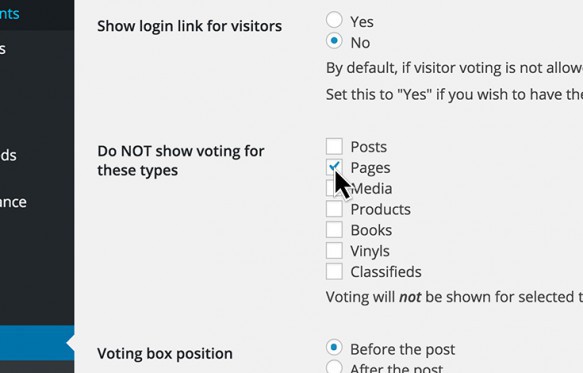 nts
s
ds
ance
Show login link for visitors
Yes
No
By default, if visitor voting is not allow
Set this to "Yes" if you wish to have the
Do NOT show voting for
these types
Posts
Pages
Media
Products
Books
Vinyls
Classifieds
Voting will not be shown for selected t
Voting box position
Before the post
After the post